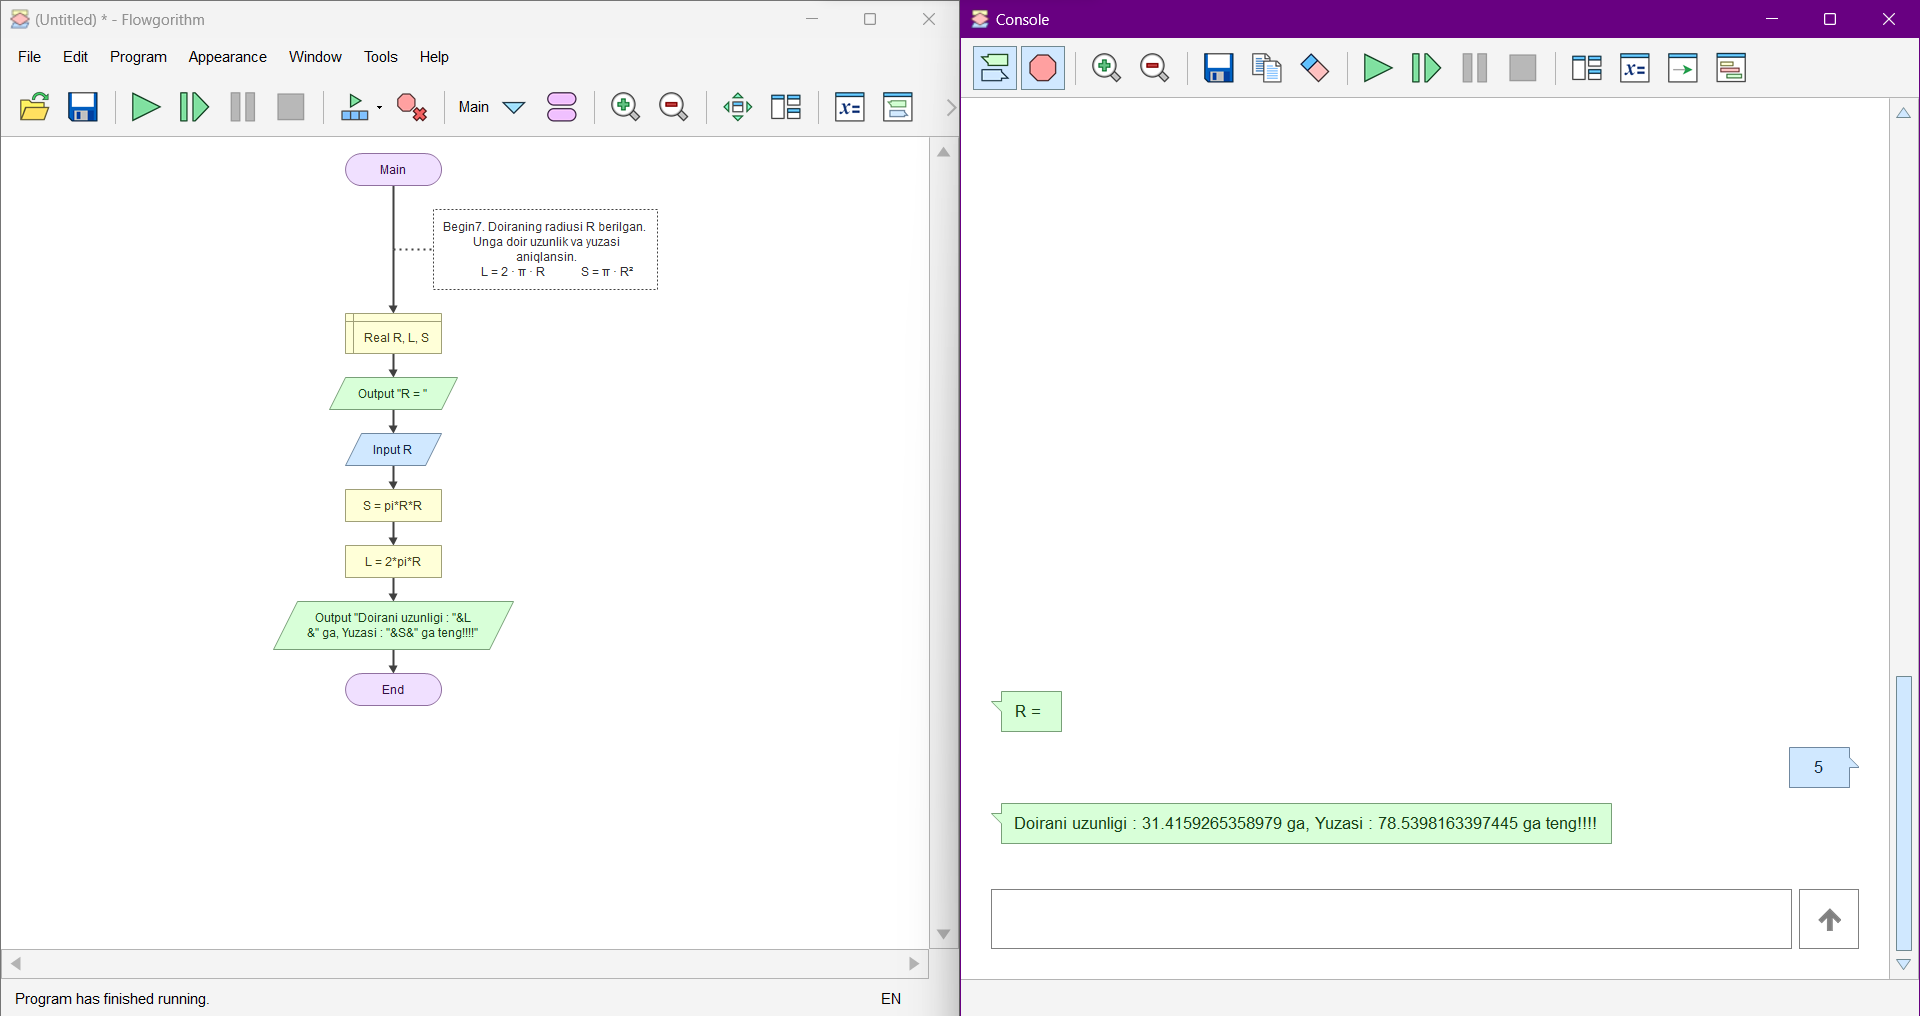 (Untitled) * - Flowgorithm
File Edit Program Appearance Window Tools Help
Main
Main
Begin7. Doiraning radiusi R berilgan.
Unga doir uzunlik va yuzasi
aniqlansin.
L = 2 · π · R S = π · R²
Real R, L, S
Output "R = "
Input R
S = pi*R*R
L = 2*pi*R
Output "Doirani uzunligi : "&L
&" ga, Yuzasi : "&S&" ga teng!!!!"
End
Program has finished running.
EN
Console
R =
5
Doirani uzunligi : 31.4159265358979 ga, Yuzasi : 78.5398163397445 ga teng!!!!